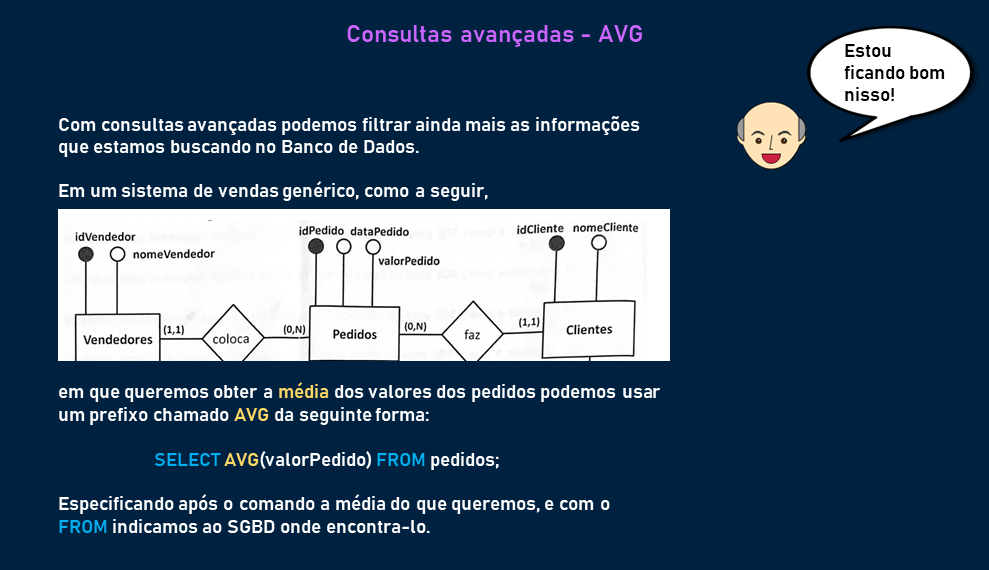 Consultas avançadas - AVG
Estou
ficando bom
nisso!
Com consultas avançadas podemos filtrar ainda mais as informações
que estamos buscando no Banco de Dados.
Em um sistema de vendas genérico, como a seguir,
idVendedor
nomeVendedor
idPedido dataPedido
valorPedido
idCliente nomeCliente
Vendedores (1,1) coloca (0,N) Pedidos (0,N) faz (1,1) Clientes
em que queremos obter a média dos valores dos pedidos podemos usar
um prefixo chamado AVG da seguinte forma:
SELECT AVG(valorPedido) FROM pedidos;
Especificando após o comando a média do que queremos, e com o
FROM indicamos ao SGBD onde encontra-lo.